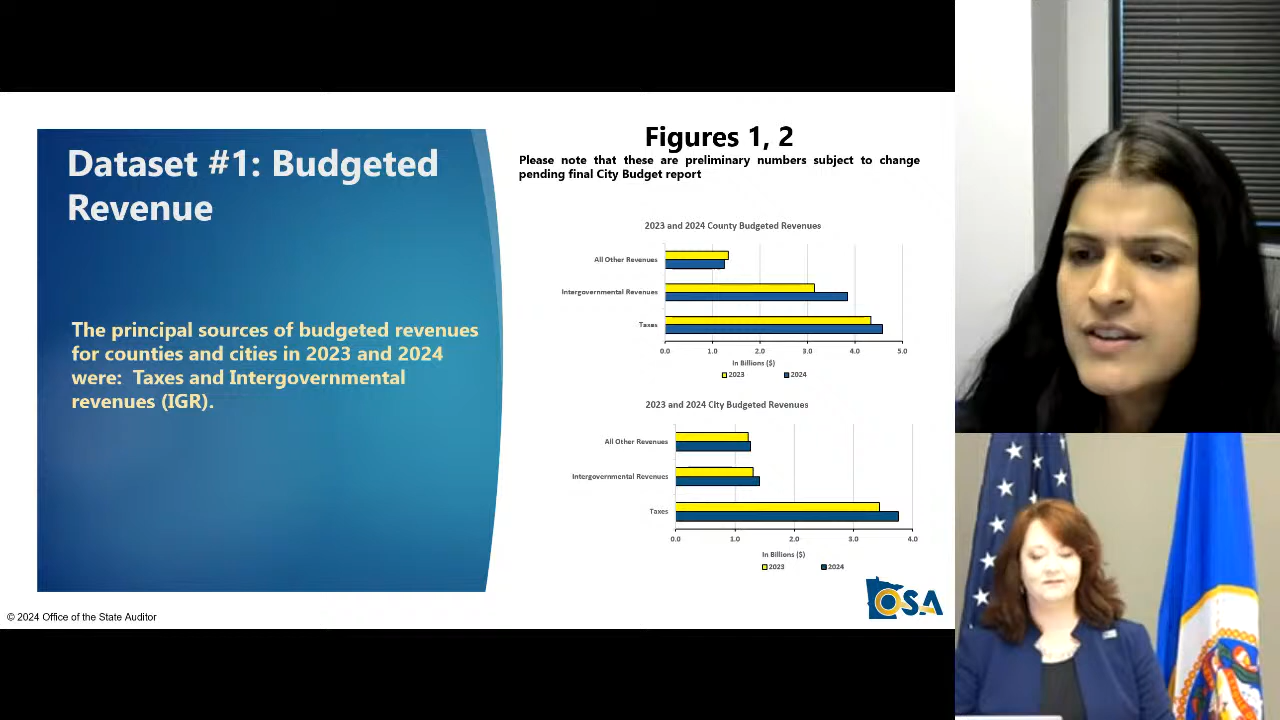 Dataset #1: Budgeted
Revenue
The principal sources of budgeted revenues
for counties and cities in 2023 and 2024
were: Taxes and Intergovernmental
revenues (IGR).
Figures 1, 2
Please note that these are preliminary numbers subject to change
pending final City Budget report
2023 and 2024 County Budgeted Revenues
All Other Revenues
Intergovernmental Revenues
Taxes
0.0 1.0 2.0 3.0 4.0 5.0
In Billions ($)
2023 2024
2023 and 2024 City Budgeted Revenues
All Other Revenues
Intergovernmental Revenues
Taxes
0.0 1.0 2.0 3.0 4.0
In Billions ($)
2023 2024
OSA
© 2024 Office of the State Auditor